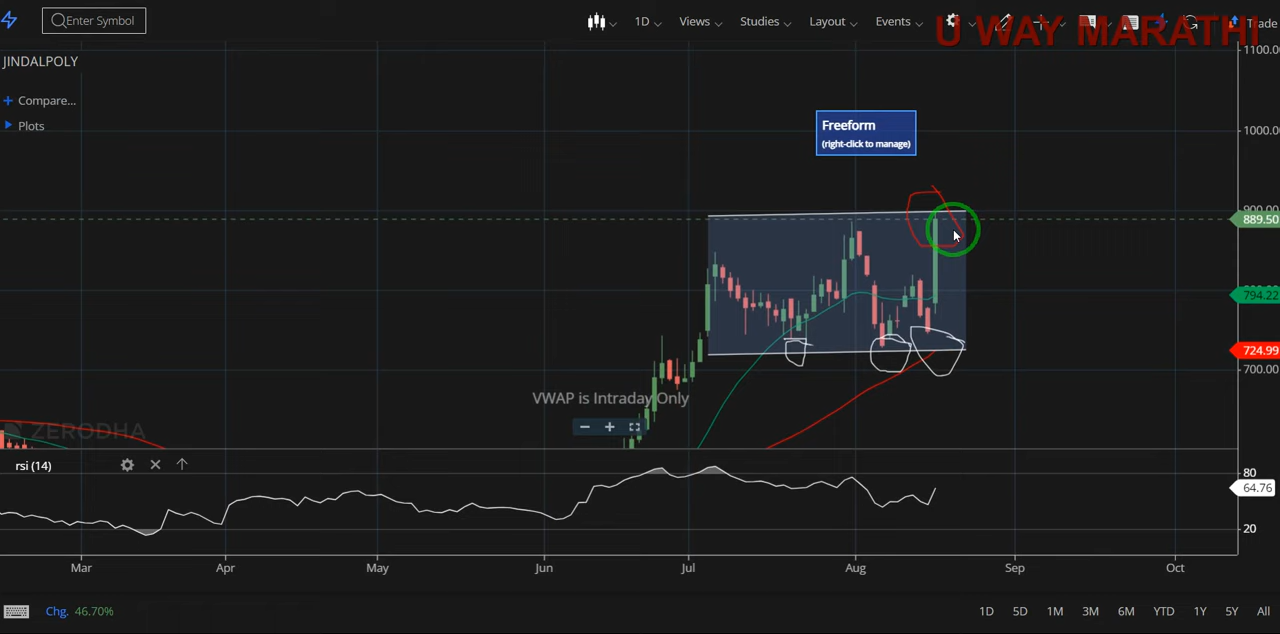 Enter Symbol
1D Views Studies Layout Events
Trade
U WAY MARATHI
JINDALPOLY
Compare...
Plots
Freeform
(right-click to manage)
1100.0
1000.0
900.0
889.50
794.22
724.99
700.00
VWAP is Intraday Only
ZERODHA
rsi (14)
80
64.76
20
Mar Apr May Jun Jul Aug Sep Oct
Chg. 46.70%
1D 5D 1M 3M 6M YTD 1Y 5Y All